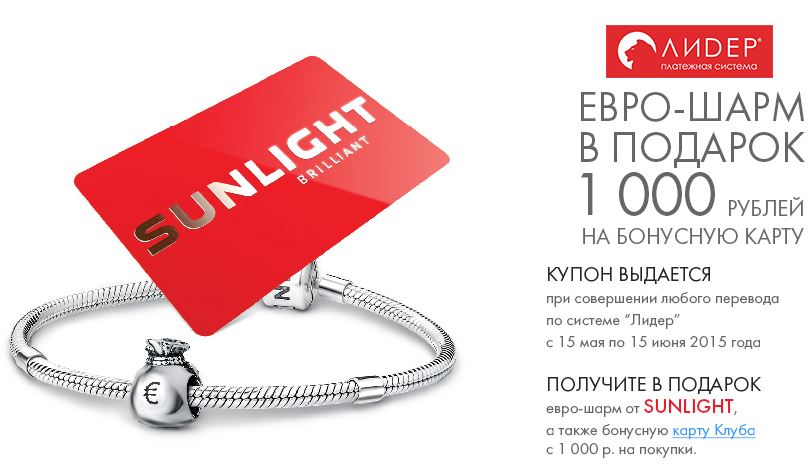 SUNLIGHT
BRILLIANT
€
ЛИДЕР®
платежная система
ЕВРО-ШАРМ
В ПОДАРОК
1 000 РУБЛЕЙ
НА БОНУСНУЮ КАРТУ
КУПОН ВЫДАЕТСЯ
при совершении любого перевода
по системе “Лидер”
с 15 мая по 15 июня 2015 года
ПОЛУЧИТЕ В ПОДАРОК
евро-шарм от SUNLIGHT,
а также бонусную карту Клуба
с 1 000 р. на покупки.